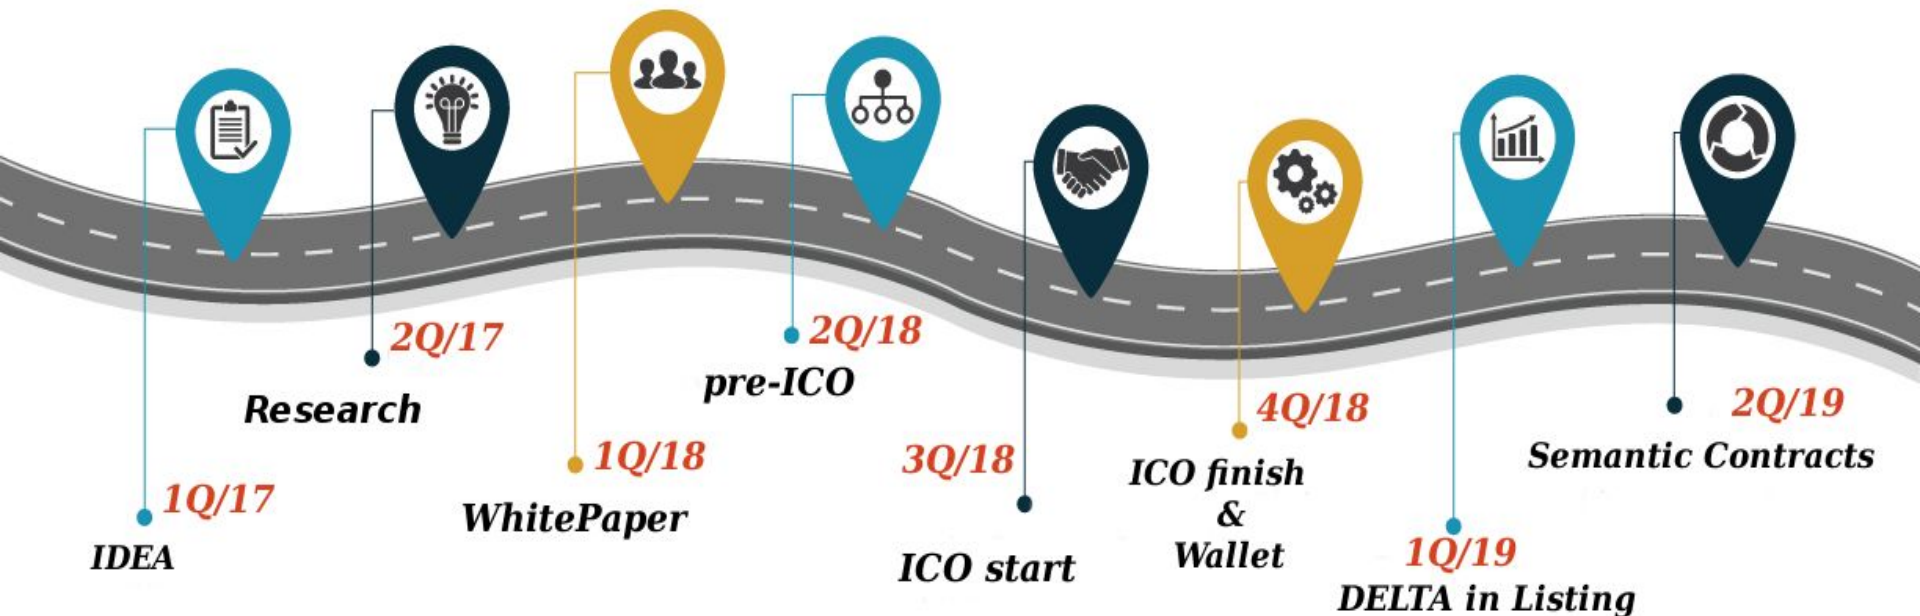 1Q/17
IDEA
2Q/17
Research
1Q/18
WhitePaper
2Q/18
pre-ICO
3Q/18
ICO start
4Q/18
ICO finish
&
Wallet
1Q/19
DELTA in Listing
2Q/19
Semantic Contracts